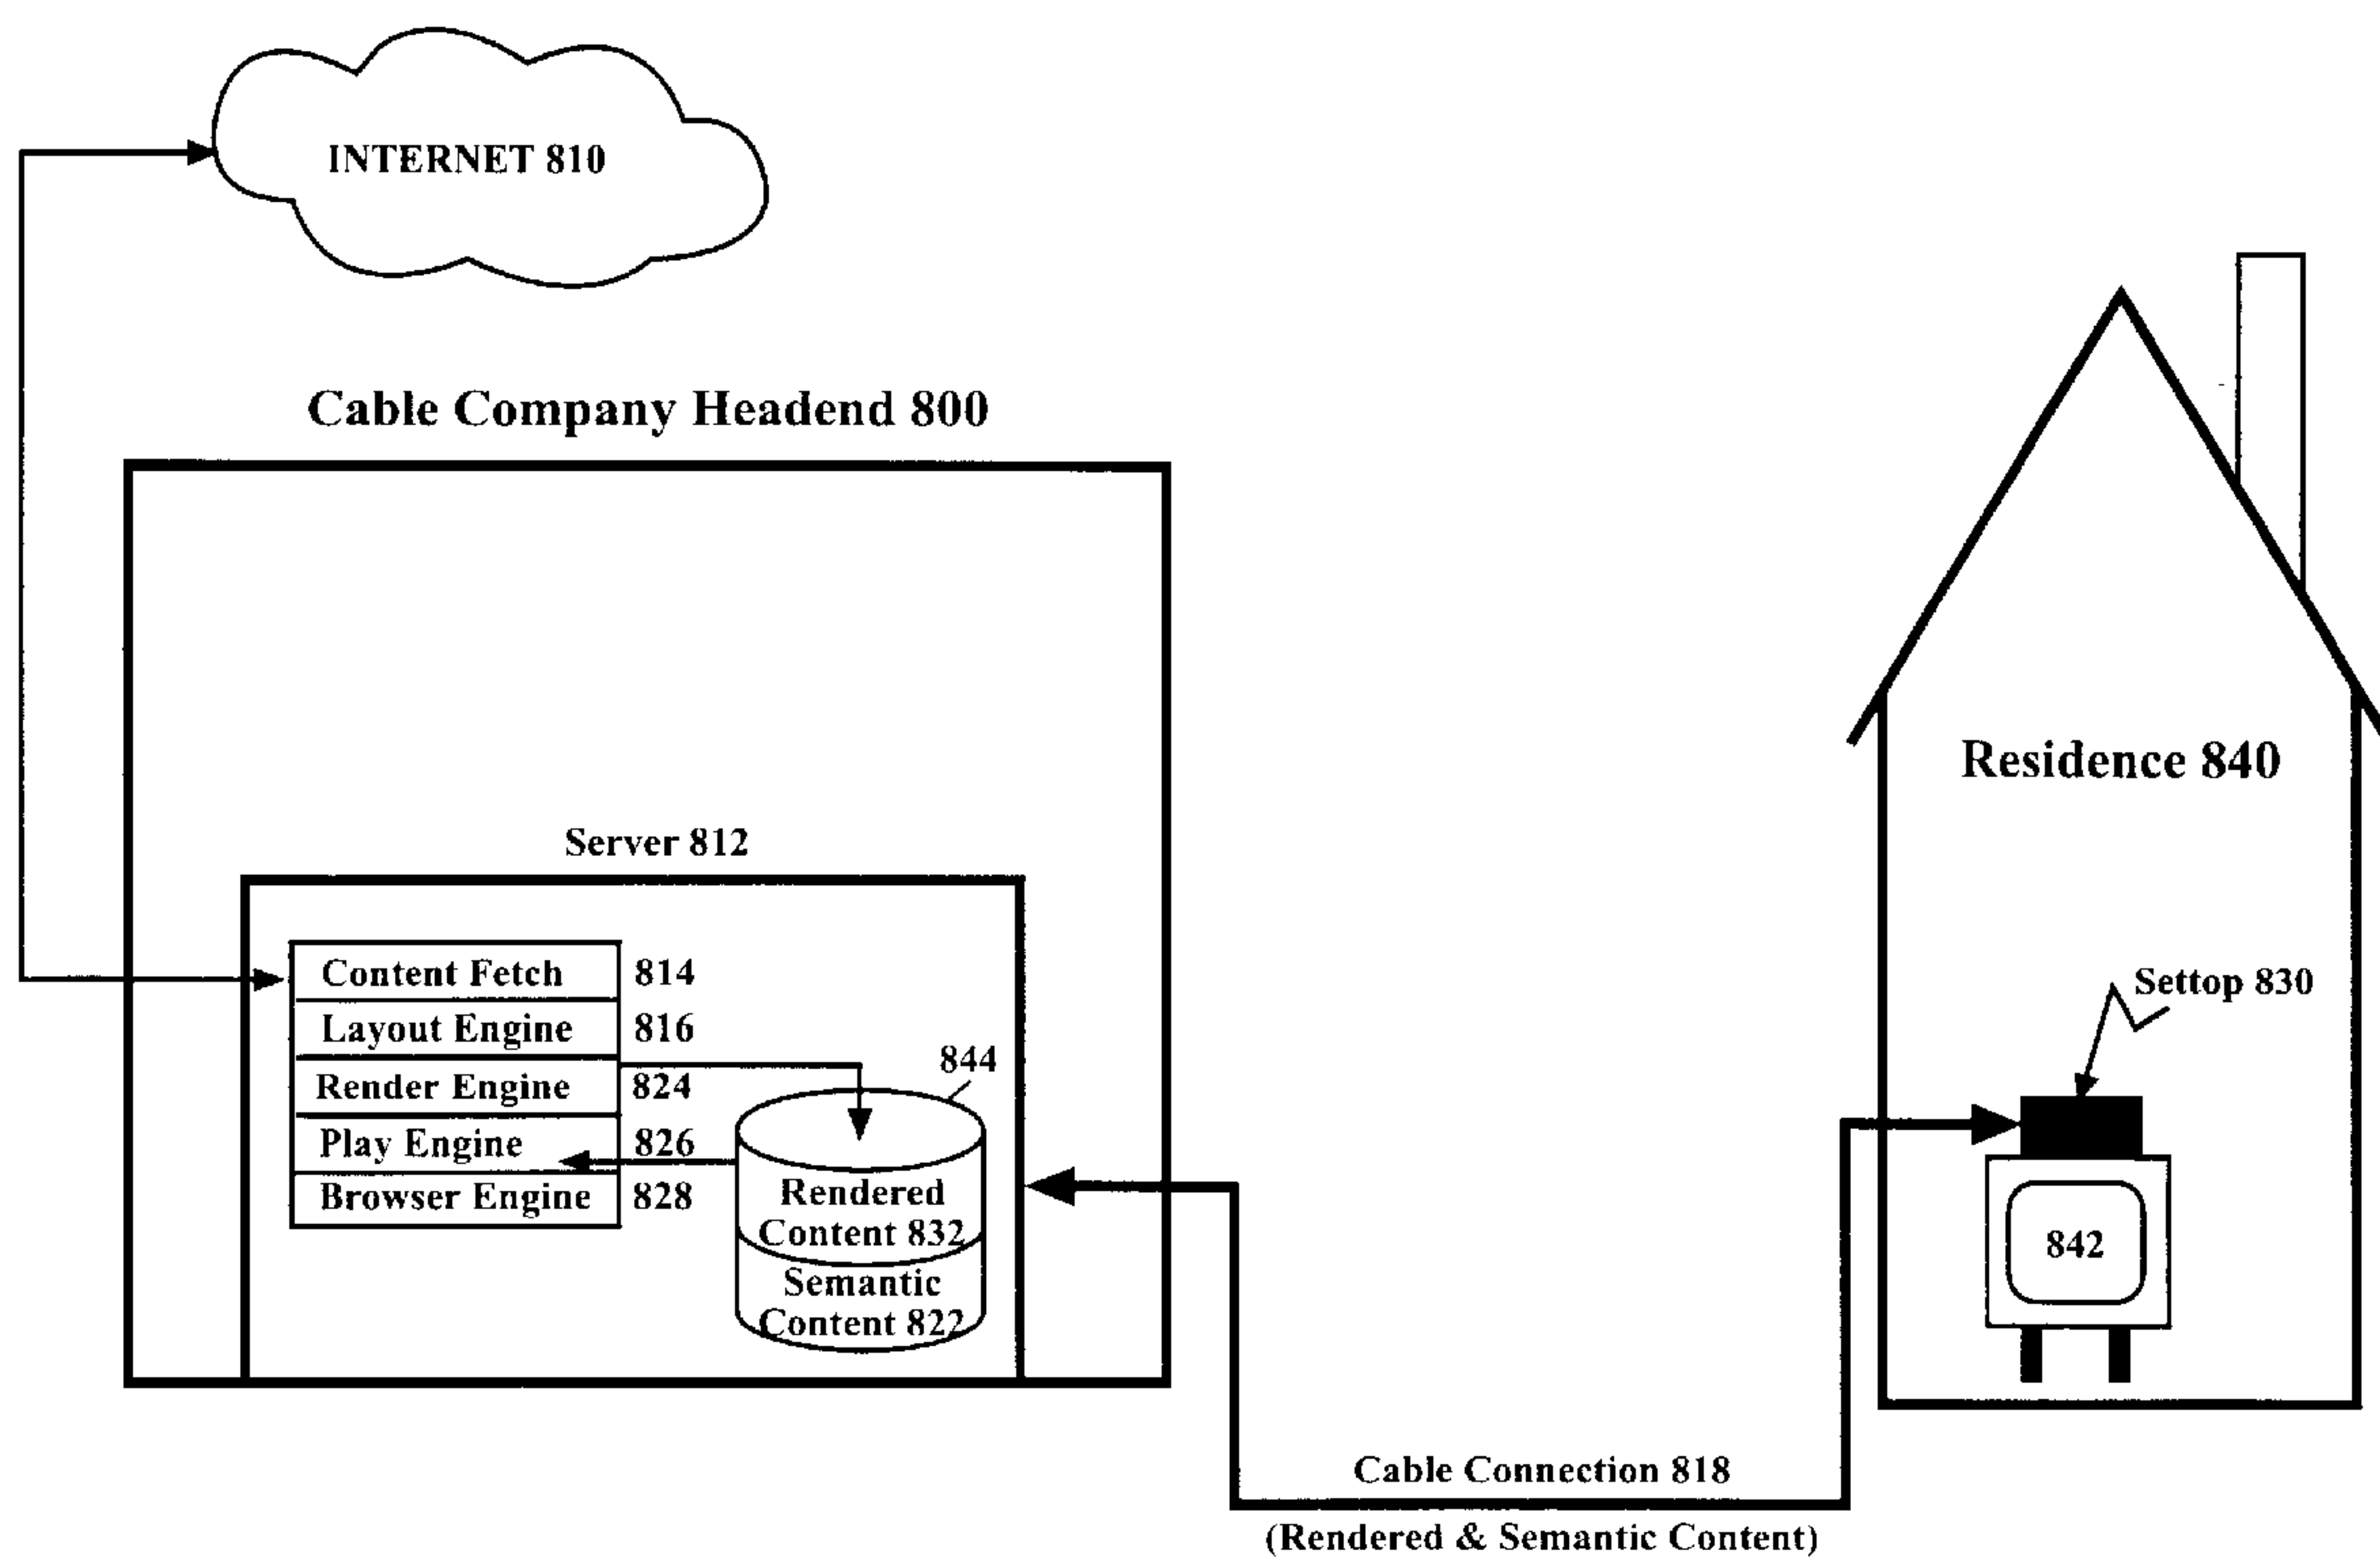 INTERNET 810
Cable Company Headend 800
Server 812
Content Fetch 814
Layout Engine 816
Render Engine 824
Play Engine 826
Browser Engine 828
844
Rendered
Content 832
Semantic
Content 822
Residence 840
Settop 830
842
Cable Connection 818
(Rendered & Semantic Content)